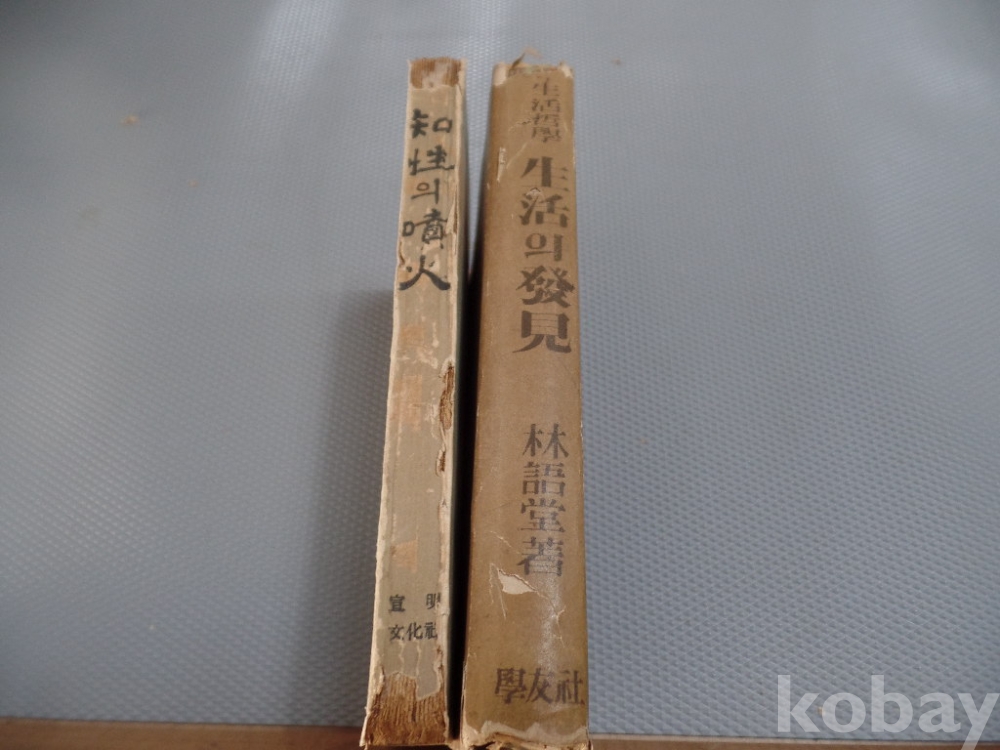 知性의噴火
宣明
文化社
生活哲學
生活의發見
林語堂著
學友社
kobay